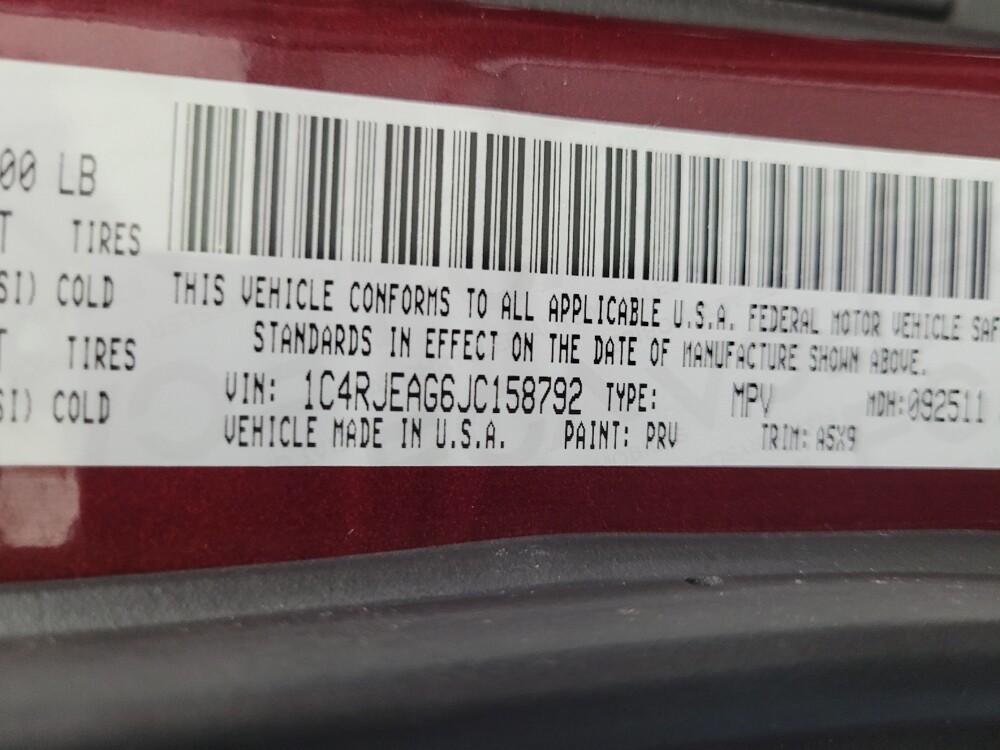 00 LB
T TIRES
SI) COLD
T TIRES
SI) COLD
THIS VEHICLE CONFORMS TO ALL APPLICABLE U.S.A. FEDERAL MOTOR VEHICLE SAF
STANDARDS IN EFFECT ON THE DATE OF MANUFACTURE SHOWN ABOVE.
VIN: 1C4RJEAG6JC158792 TYPE: MPV MDH:092511
VEHICLE MADE IN U.S.A. PAINT: PRV TRIM: A5X9